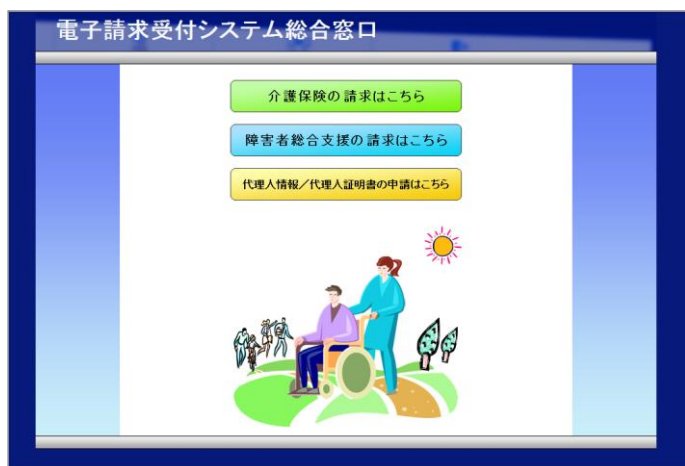 電子請求受付システム総合窓口
介護保険の請求はこちら
障害者総合支援の請求はこちら
代理人情報／代理人証明書の申請はこちら